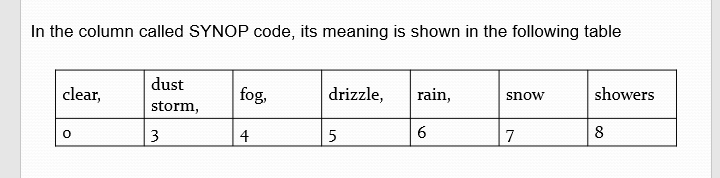 In the column called SYNOP code, its meaning is shown in the following table
clear, dust storm, fog, drizzle, rain, snow showers
0 3 4 5 6 7 8